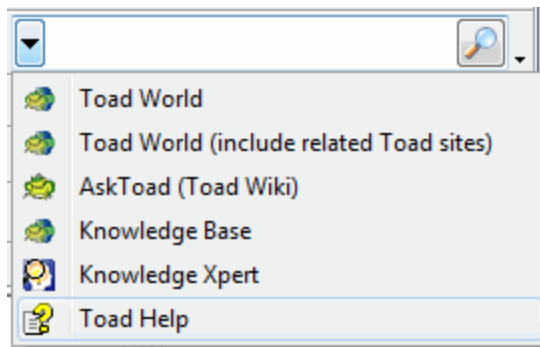 Toad World
Toad World (include related Toad sites)
AskToad (Toad Wiki)
Knowledge Base
Knowledge Xpert
Toad Help